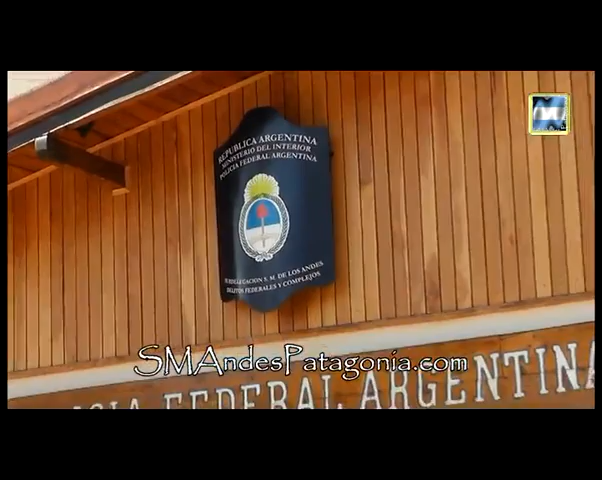 REPUBLICA ARGENTINA
MINISTERIO DEL INTERIOR
POLICIA FEDERAL ARGENTINA
SUBDELEGACION S. M. DE LOS ANDES
DELITOS FEDERALES Y COMPLEJOS
SMAndesPatagonia.com
FEDERAL ARGENTINA